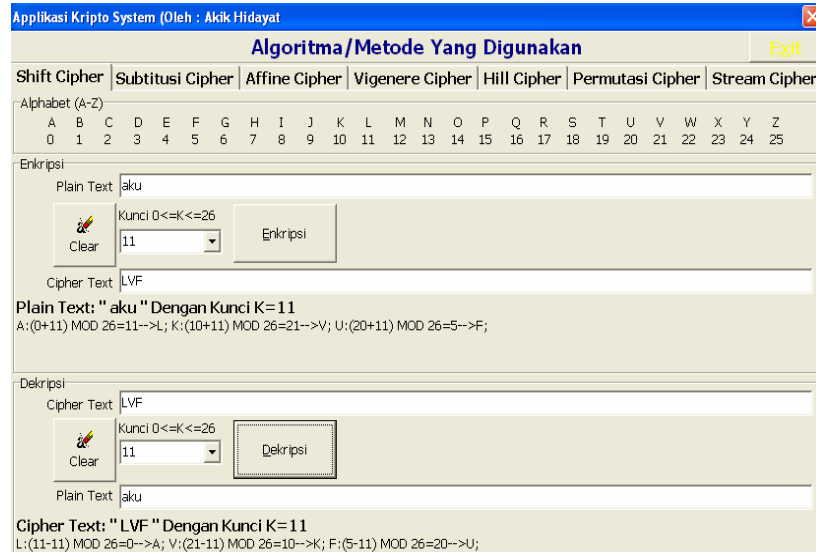 Applikasi Kripto System (Oleh : Akik Hidayat
Algoritma/Metode Yang Digunakan
Exit
Shift Cipher Subtitusi Cipher Affine Cipher Vigenere Cipher Hill Cipher Permutasi Cipher Stream Cipher
Alphabet (A-Z)
A B C D E F G H I J K L M N O P Q R S T U V W X Y Z
0 1 2 3 4 5 6 7 8 9 10 11 12 13 14 15 16 17 18 19 20 21 22 23 24 25
Enkripsi
Plain Text aku
Kunci 0<=K<=26
Clear 11 Enkripsi
Cipher Text LVF
Plain Text: " aku " Dengan Kunci K=11
A:(0+11) MOD 26=11-->L; K:(10+11) MOD 26=21-->V; U:(20+11) MOD 26=5-->F;
Dekripsi
Cipher Text LVF
Kunci 0<=K<=26
Clear 11 Dekripsi
Plain Text aku
Cipher Text: " LVF " Dengan Kunci K=11
L:(11-11) MOD 26=0-->A; V:(21-11) MOD 26=10-->K; F:(5-11) MOD 26=20-->U;